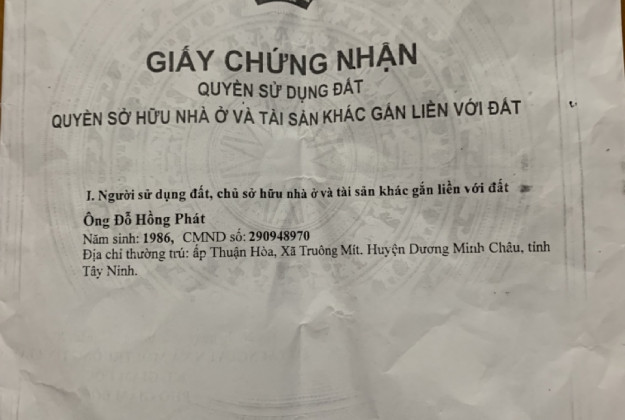 GIẤY CHỨNG NHẬN
QUYỀN SỬ DỤNG ĐẤT
QUYỀN SỞ HỮU NHÀ Ở VÀ TÀI SẢN KHÁC GẮN LIỀN VỚI ĐẤT
I. Người sử dụng đất, chủ sở hữu nhà ở và tài sản khác gắn liền với đất
Ông Đỗ Hồng Phát
Năm sinh: 1986, CMND số: 290948970
Địa chỉ thường trú: ấp Thuận Hòa, Xã Truông Mít. Huyện Dương Minh Châu, tỉnh
Tây Ninh.